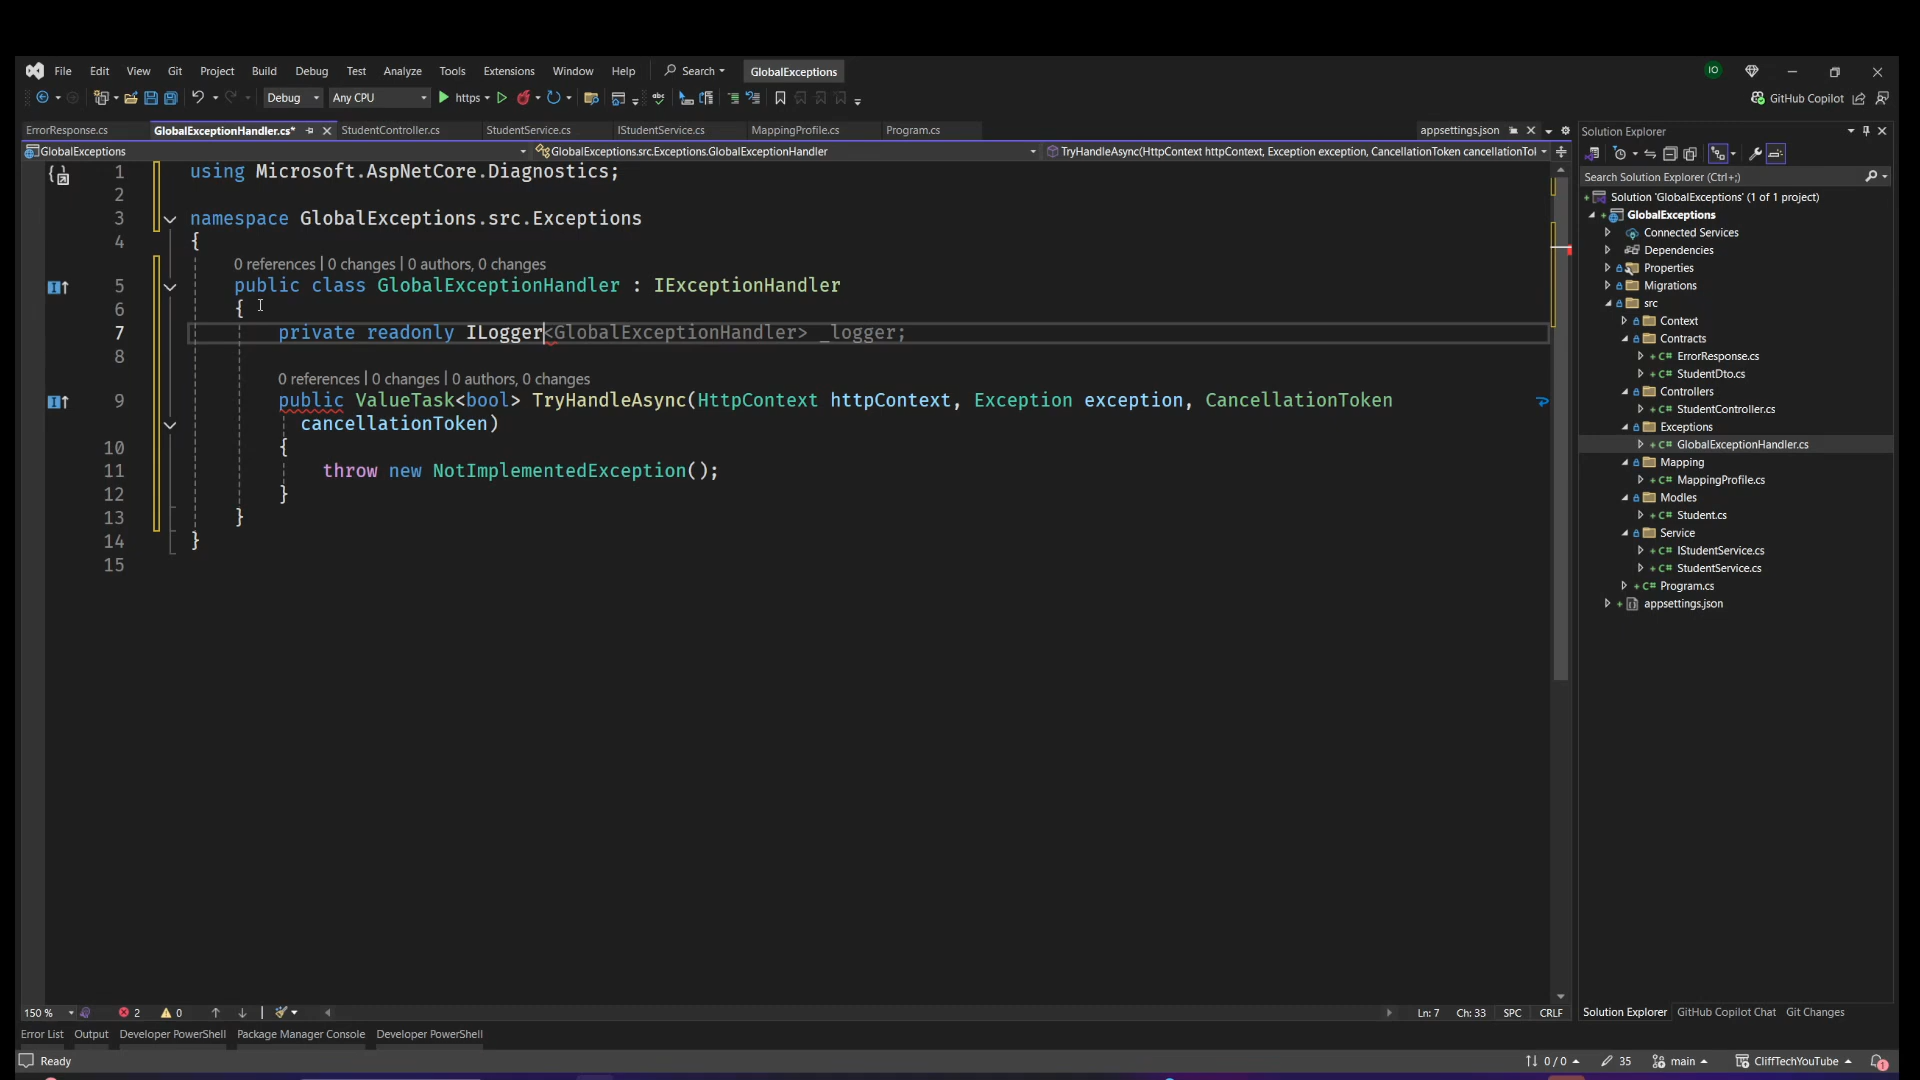 File Edit View Git Project Build Debug Test Analyze Tools Extensions Window Help Search GlobalExceptions IO
Debug Any CPU https GitHub Copilot
ErrorResponse.cs GlobalExceptionHandler.cs* StudentController.cs StudentService.cs IStudentService.cs MappingProfile.cs Program.cs appsettings.json Solution Explorer
GlobalExceptions GlobalExceptions.src.Exceptions.GlobalExceptionHandler TryHandleAsync(HttpContext httpContext, Exception exception, CancellationToken cancellationTol
1 using Microsoft.AspNetCore.Diagnostics;
2
3 namespace GlobalExceptions.src.Exceptions
4 {
0 references | 0 changes | 0 authors, 0 changes
5 public class GlobalExceptionHandler : IExceptionHandler
6 {
7 private readonly ILogger<GlobalExceptionHandler> _logger;
8
0 references | 0 changes | 0 authors, 0 changes
9 public ValueTask<bool> TryHandleAsync(HttpContext httpContext, Exception exception, CancellationToken
cancellationToken)
10 {
11 throw new NotImplementedException();
12 }
13 }
14 }
15
Search Solution Explorer (Ctrl+;)
Solution 'GlobalExceptions' (1 of 1 project)
GlobalExceptions
Connected Services
Dependencies
Properties
Migrations
src
Context
Contracts
C# ErrorResponse.cs
C# StudentDto.cs
Controllers
C# StudentController.cs
Exceptions
C# GlobalExceptionHandler.cs
Mapping
C# MappingProfile.cs
Modles
C# Student.cs
Service
C# IStudentService.cs
C# StudentService.cs
C# Program.cs
appsettings.json
150 % 2 0 Ln: 7 Ch: 33 SPC CRLF Solution Explorer GitHub Copilot Chat Git Changes
Error List Output Developer PowerShell Package Manager Console Developer PowerShell
Ready 0 / 0 35 main CliffTechYouTube 1